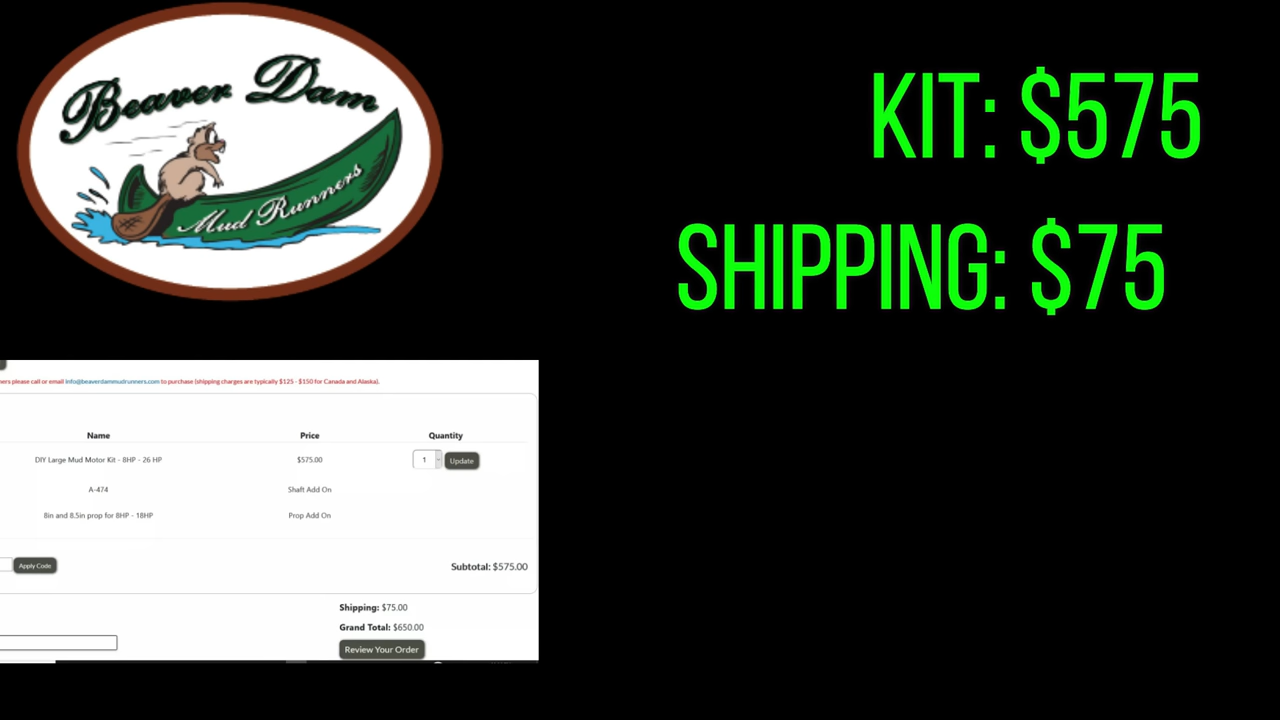 Beaver Dam
Mud Runners
KIT: $575
SHIPPING: $75
ners please call or email info@beaverdammudrunners.com to purchase (shipping charges are typically $125 - $150 for Canada and Alaska).
Name Price Quantity
DIY Large Mud Motor Kit - 8HP - 26 HP $575.00 1 Update
A-474 Shaft Add On
8in and 8.5in prop for 8HP - 18HP Prop Add On
Apply Code Subtotal: $575.00
Shipping: $75.00
Grand Total: $650.00
Review Your Order